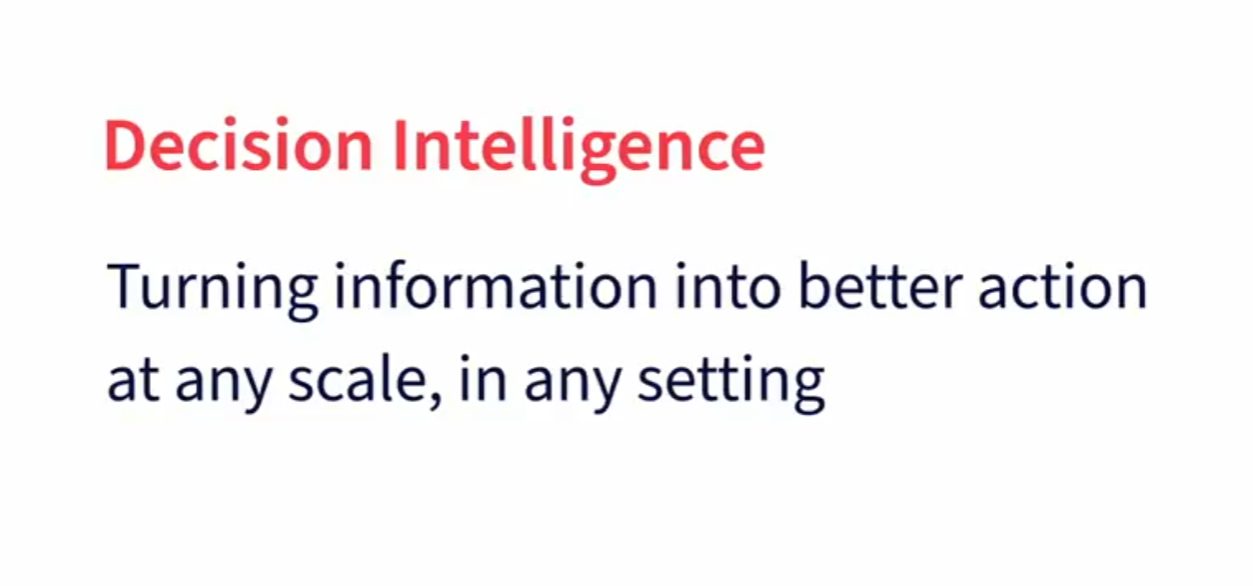 Decision Intelligence
Turning information into better action
at any scale, in any setting